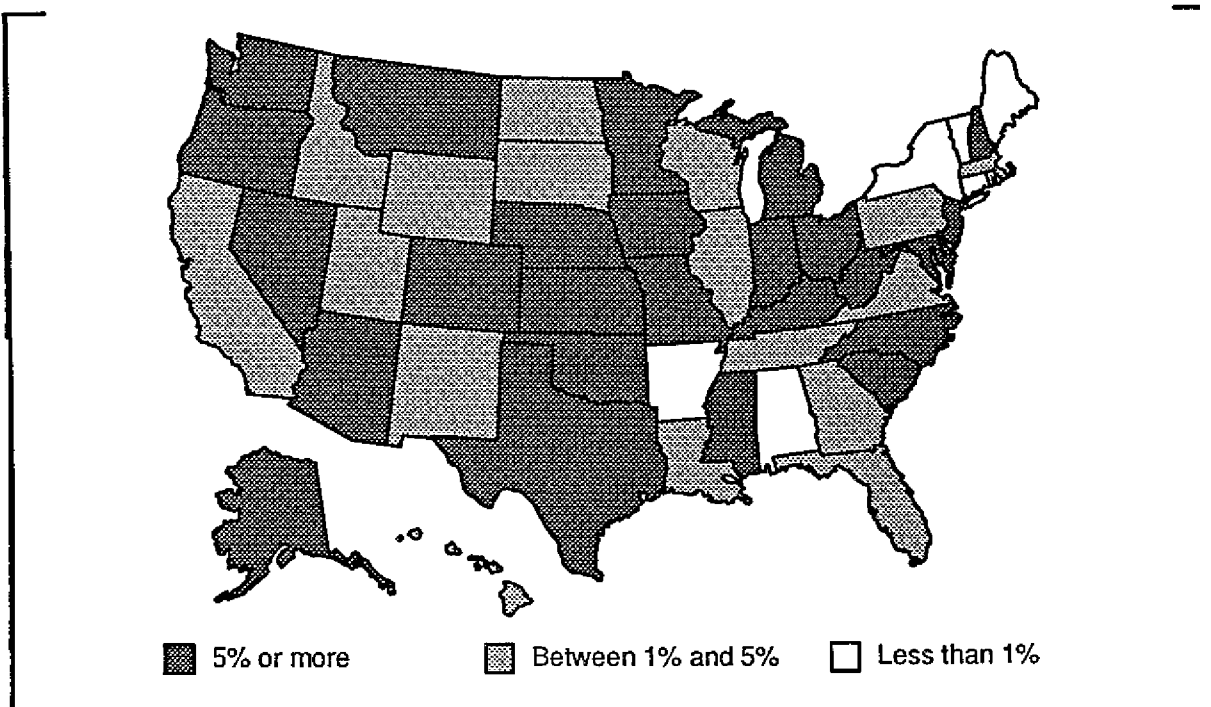 5% or more
Between 1% and 5%
Less than 1%